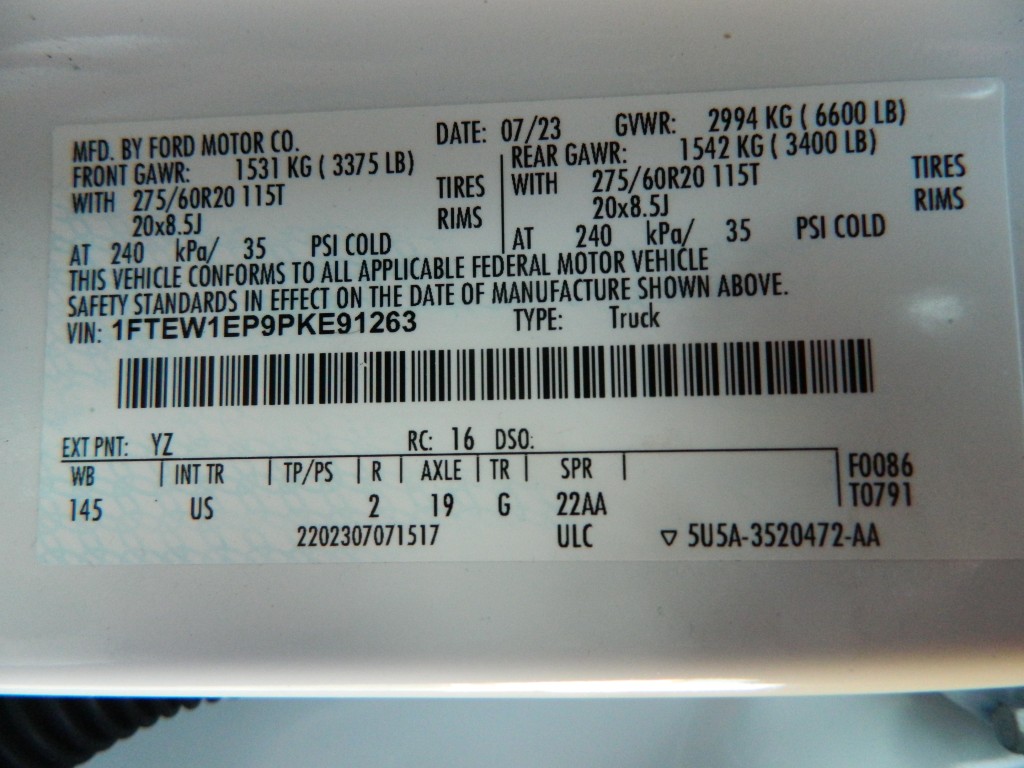 MFD. BY FORD MOTOR CO. DATE: 07/23 GVWR: 2994 KG ( 6600 LB)
FRONT GAWR: 1531 KG ( 3375 LB)
WITH 275/60R20 115T TIRES
20x8.5J RIMS
AT 240 kPa/ 35 PSI COLD
REAR GAWR: 1542 KG ( 3400 LB)
WITH 275/60R20 115T TIRES
20x8.5J RIMS
AT 240 kPa/ 35 PSI COLD
THIS VEHICLE CONFORMS TO ALL APPLICABLE FEDERAL MOTOR VEHICLE
SAFETY STANDARDS IN EFFECT ON THE DATE OF MANUFACTURE SHOWN ABOVE.
VIN: 1FTEW1EP9PKE91263 TYPE: Truck
EXT PNT: YZ RC: 16 DSO:
WB | INT TR | TP/PS | R | AXLE | TR | SPR | F0086
145 US 2 19 G 22AA T0791
2202307071517 ULC ▽ 5U5A-3520472-AA